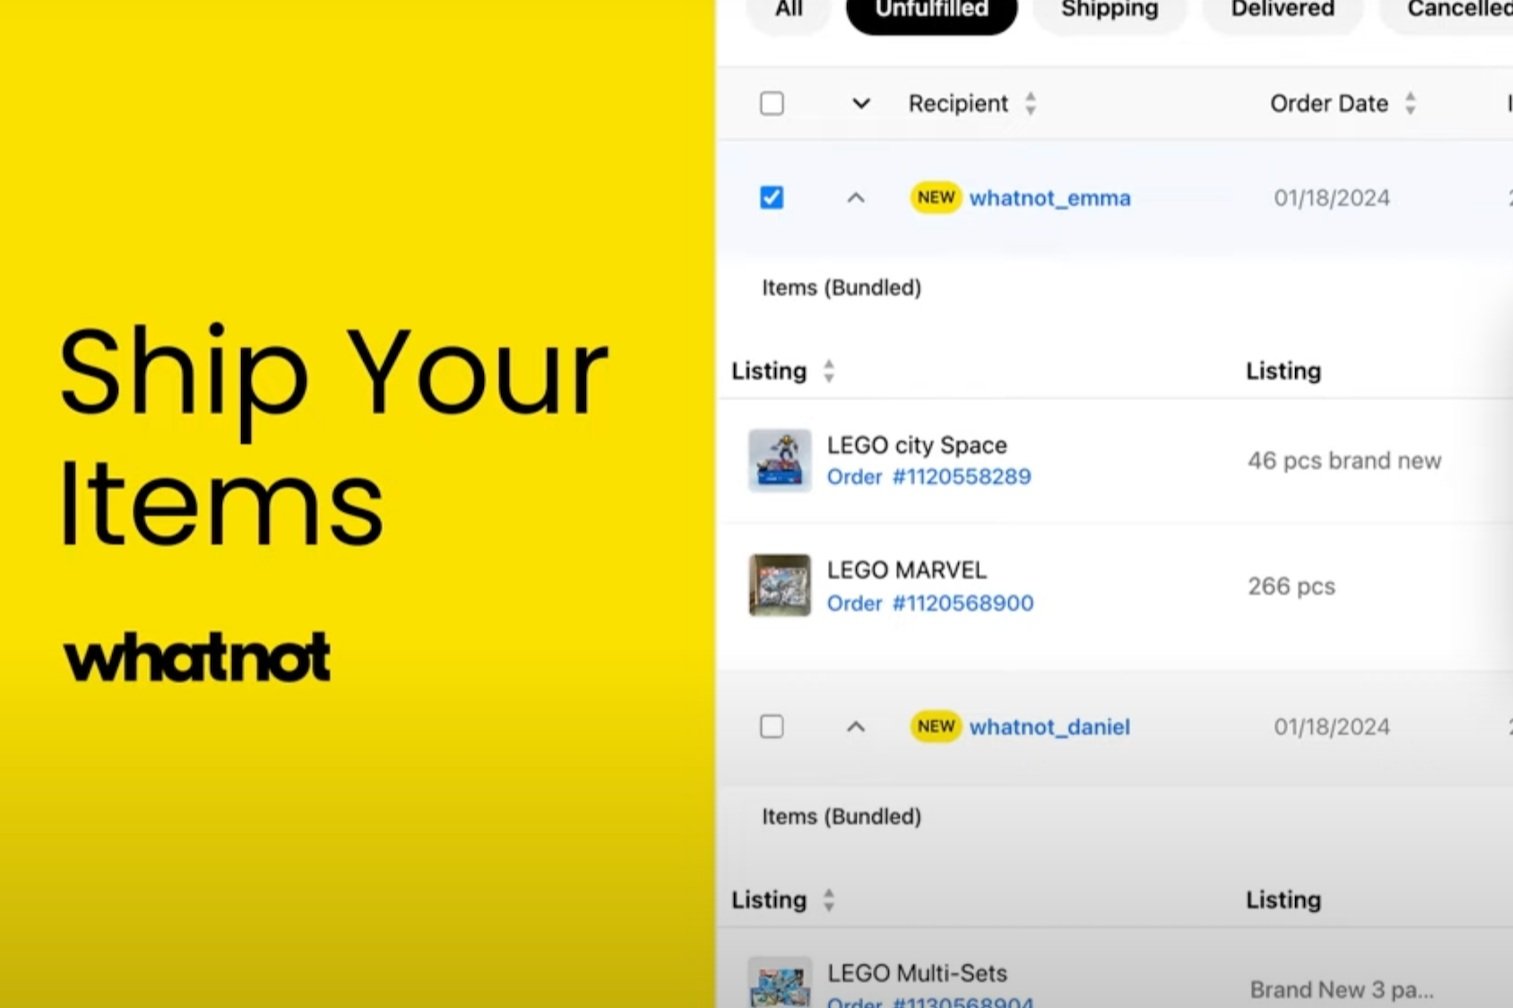 Ship Your
Items
whatnot
All Unfulfilled Shipping Delivered Cancelled
Recipient Order Date
NEW whatnot_emma 01/18/2024
Items (Bundled)
Listing Listing
LEGO city Space
Order #1120558289
46 pcs brand new
LEGO MARVEL
Order #1120568900
266 pcs
NEW whatnot_daniel 01/18/2024
Items (Bundled)
Listing Listing
LEGO Multi-Sets
Order #1130568904
Brand New 3 pa...